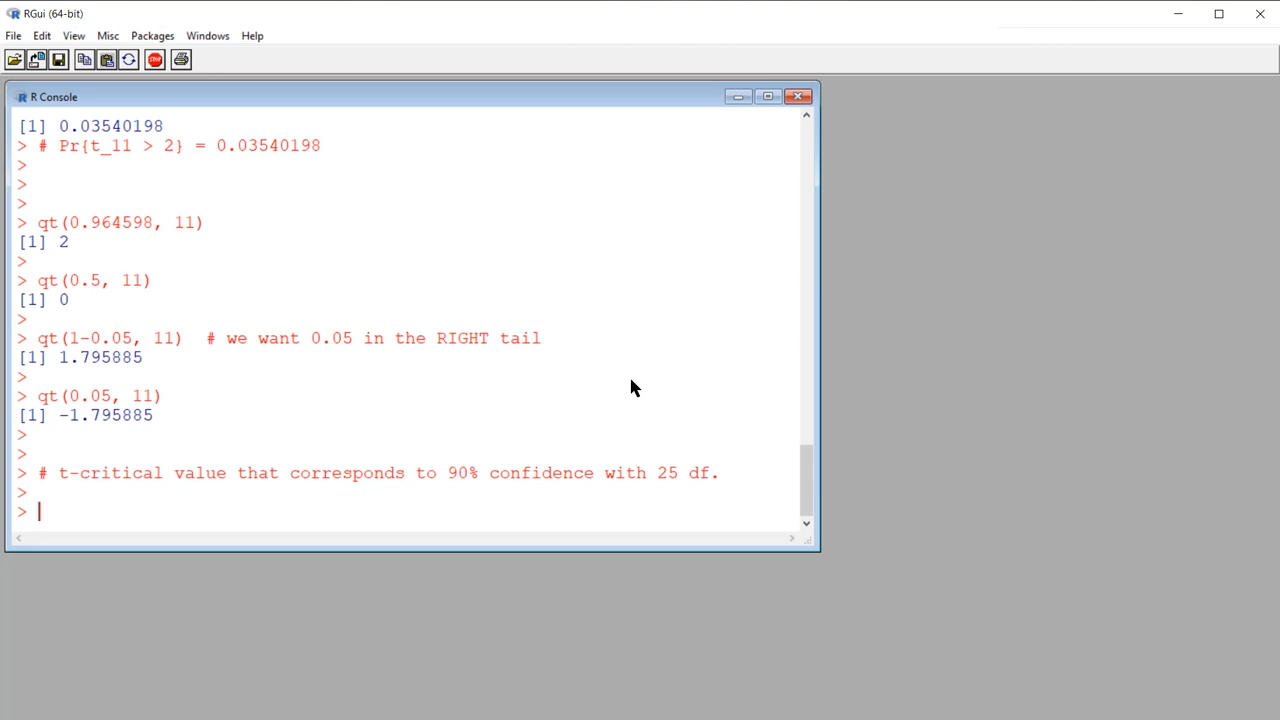 RGui (64-bit)
File Edit View Misc Packages Windows Help
STOP
R Console
[1] 0.03540198
> # Pr{t_11 > 2} = 0.03540198
>
>
>
> qt(0.964598, 11)
[1] 2
>
> qt(0.5, 11)
[1] 0
>
> qt(1-0.05, 11)  # we want 0.05 in the RIGHT tail
[1] 1.795885
>
> qt(0.05, 11)
[1] -1.795885
>
>
> # t-critical value that corresponds to 90% confidence with 25 df.
>
>